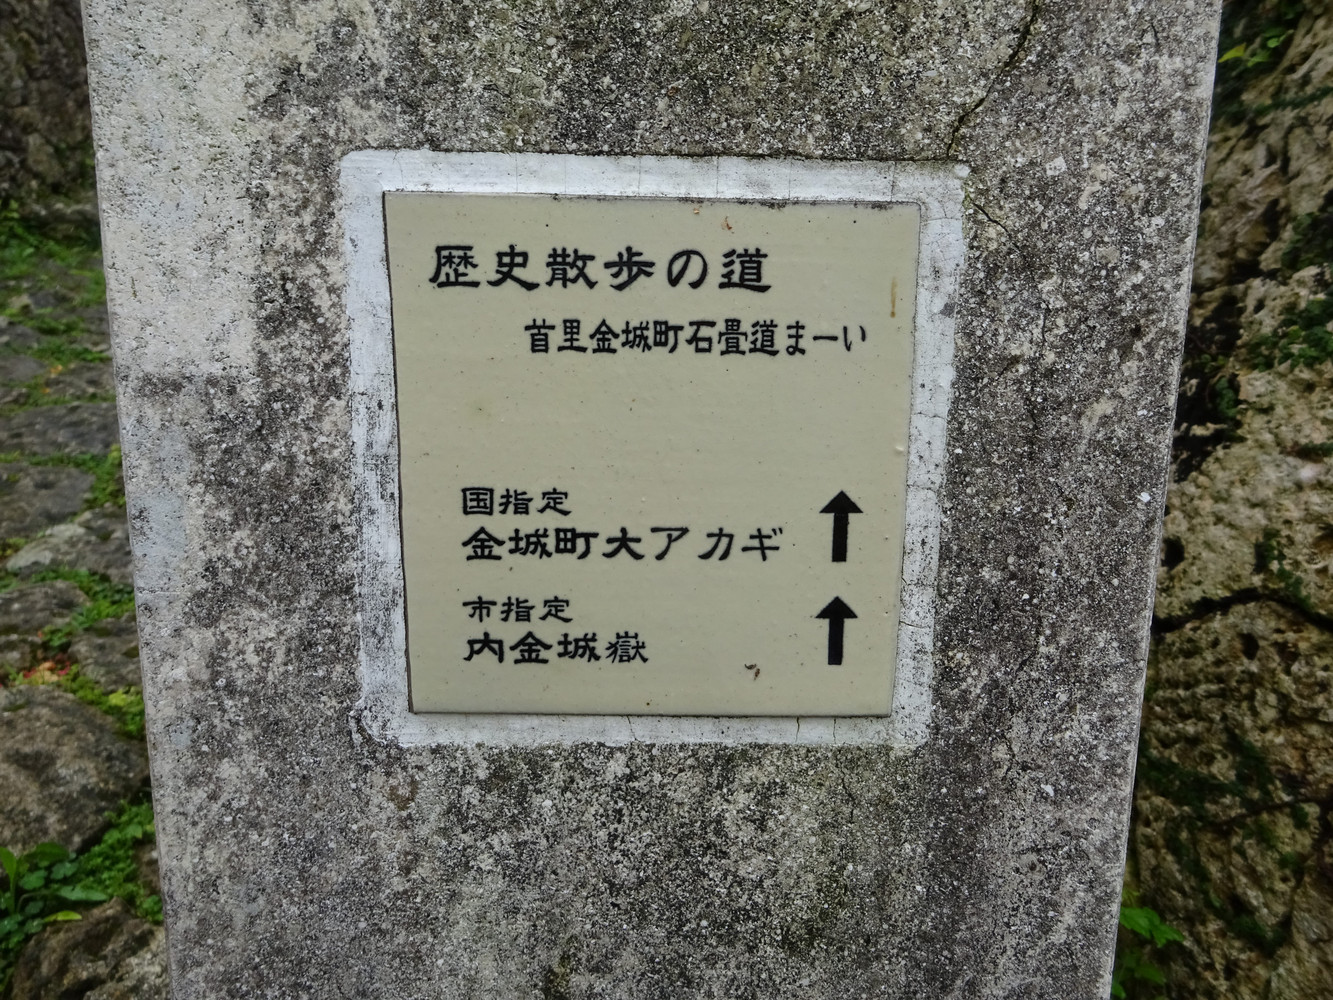 歴史散歩の道
首里金城町石畳道まーい
国指定
金城町大アカギ ↑
市指定
内金城嶽 ↑